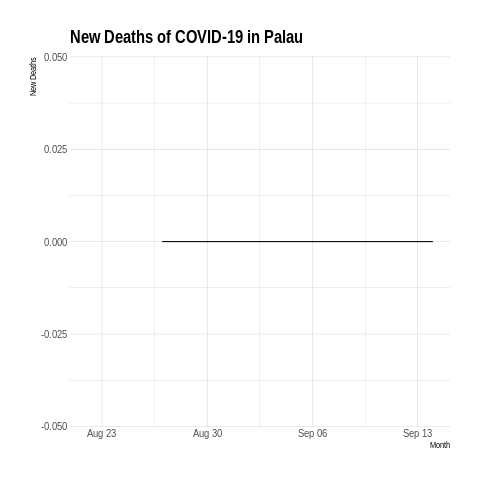 New Deaths of COVID-19 in Palau
New Deaths
0.050
0.025
0.000
-0.025
-0.050
Aug 23 Aug 30 Sep 06 Sep 13
Month